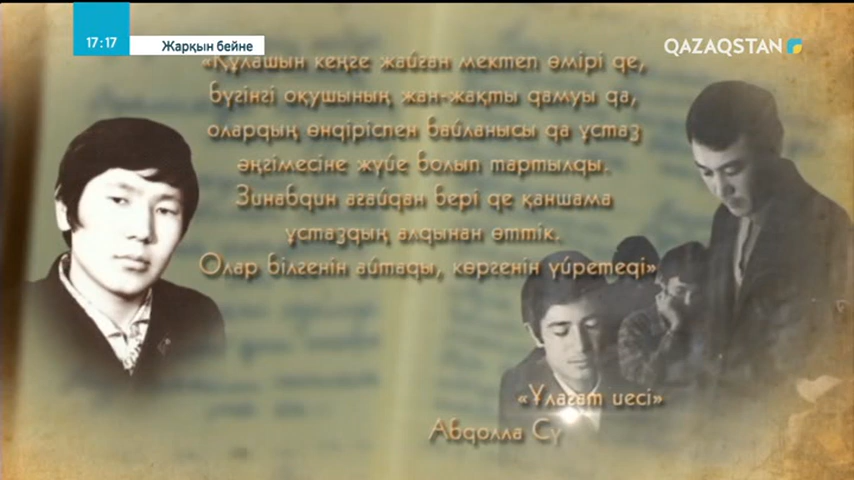 17:17
Жарқын бейне
QAZAQSTAN
«Құлашын кеңге жайған мектеп өмірі де,
бүгінгі оқушының жан-жақты дамуы да,
олардың өндіріспен байланысы да ұстаз
әңгімесіне жүйе болып тартылды.
Зинабдин ағайдан бері де қаншама
ұстаздың алдынан өттік.
Олар білгенін айтады, көргенін үйретеді»
«Ұлағат иесі»
Абдолла Сү